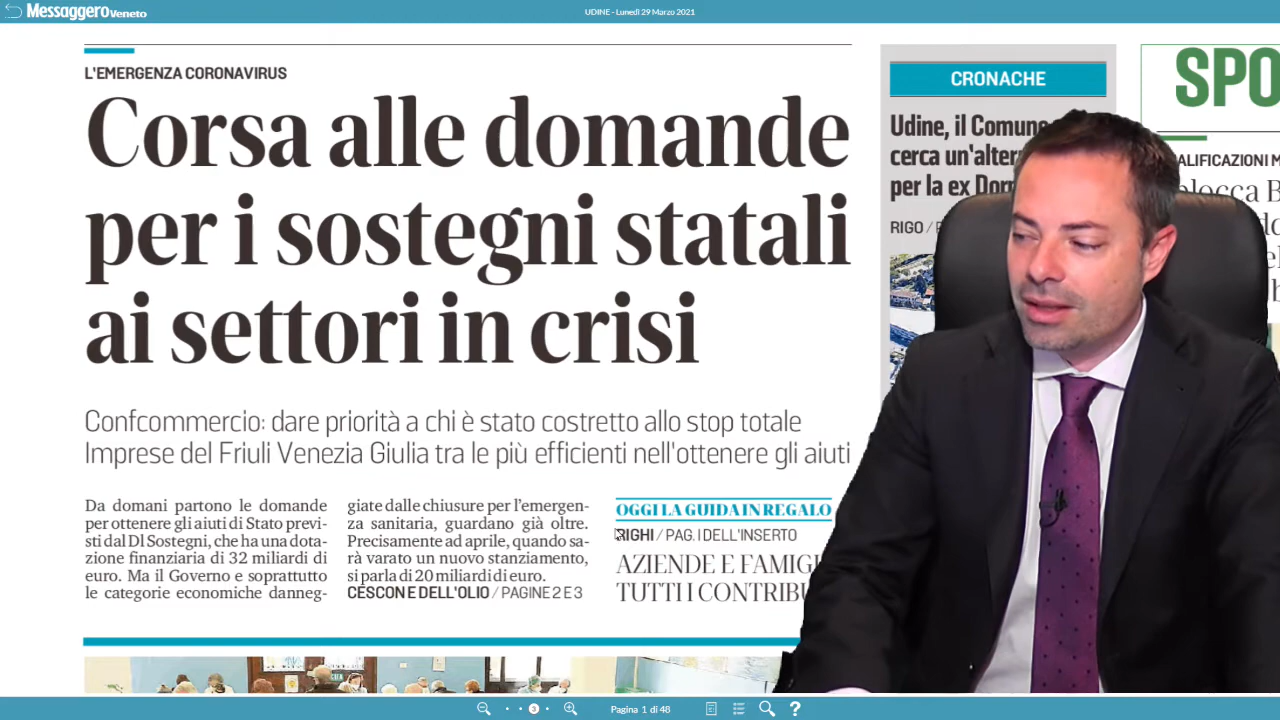 Messaggero Veneto
UDINE - Lunedì 29 Marzo 2021
L'EMERGENZA CORONAVIRUS
Corsa alle domande
per i sostegni statali
ai settori in crisi
Confcommercio: dare priorità a chi è stato costretto allo stop totale
Imprese del Friuli Venezia Giulia tra le più efficienti nell'ottenere gli aiuti
Da domani partono le domande
per ottenere gli aiuti di Stato previ-
sti dal Dl Sostegni, che ha una dota-
zione finanziaria di 32 miliardi di
euro. Ma il Governo e soprattutto
le categorie economiche danneg-
giate dalle chiusure per l'emergen-
za sanitaria, guardano già oltre.
Precisamente ad aprile, quando sa-
rà varato un nuovo stanziamento,
si parla di 20 miliardi di euro.
CESCON E DELL'OLIO / PAGINE 2 E 3
OGGI LA GUIDA IN REGALO
RIGHI / PAG. I DELL'INSERTO
AZIENDE E FAMIG
TUTTI I CONTRIBU
CRONACHE
Udine, il Comune
cerca un'alter
per la ex Dor
RIGO /
SPO
ALIFICAZIONI M
blocca B
Pagina 1 di 48